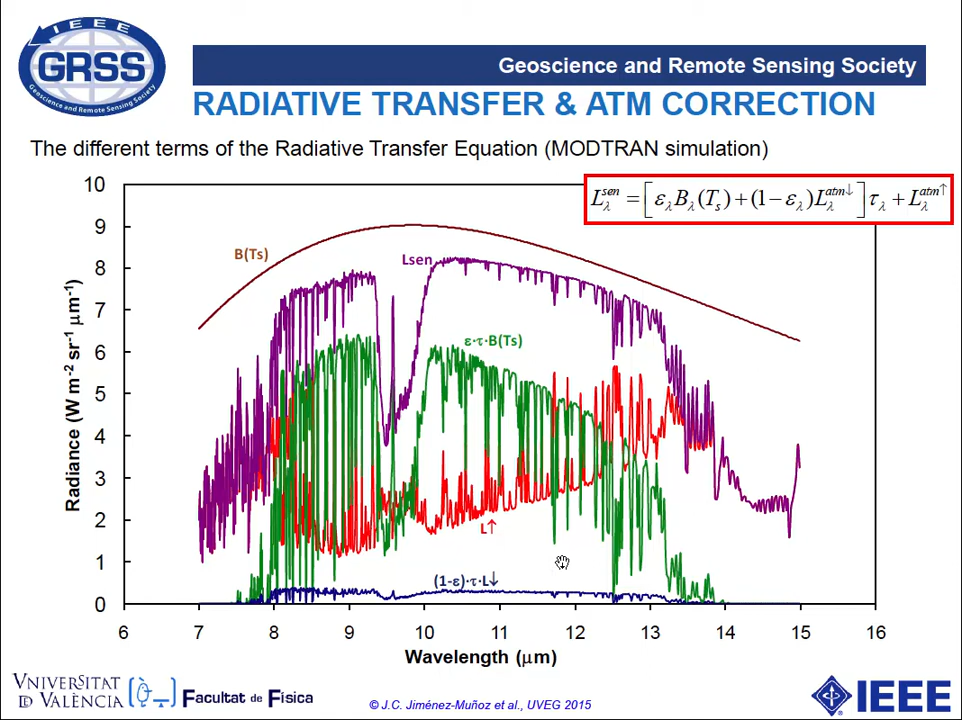 IEEE
GRSS
Geoscience and Remote Sensing Society
Geoscience and Remote Sensing Society
RADIATIVE TRANSFER & ATM CORRECTION
The different terms of the Radiative Transfer Equation (MODTRAN simulation)
L_λ^sen = [ε_λ B_λ(T_s) + (1−ε_λ)L_λ^atm↓] τ_λ + L_λ^atm↑
10
9
8
7
6
5
4
3
2
1
0
Radiance (W m-2 sr-1 μm-1)
B(Ts)
Lsen
ε·τ·B(Ts)
L↑
(1-ε)·τ·L↓
6 7 8 9 10 11 12 13 14 15 16
Wavelength (μm)
VNIVERSITAT
DE VALÈNCIA
Facultat de Física
© J.C. Jiménez-Muñoz et al., UVEG 2015
IEEE